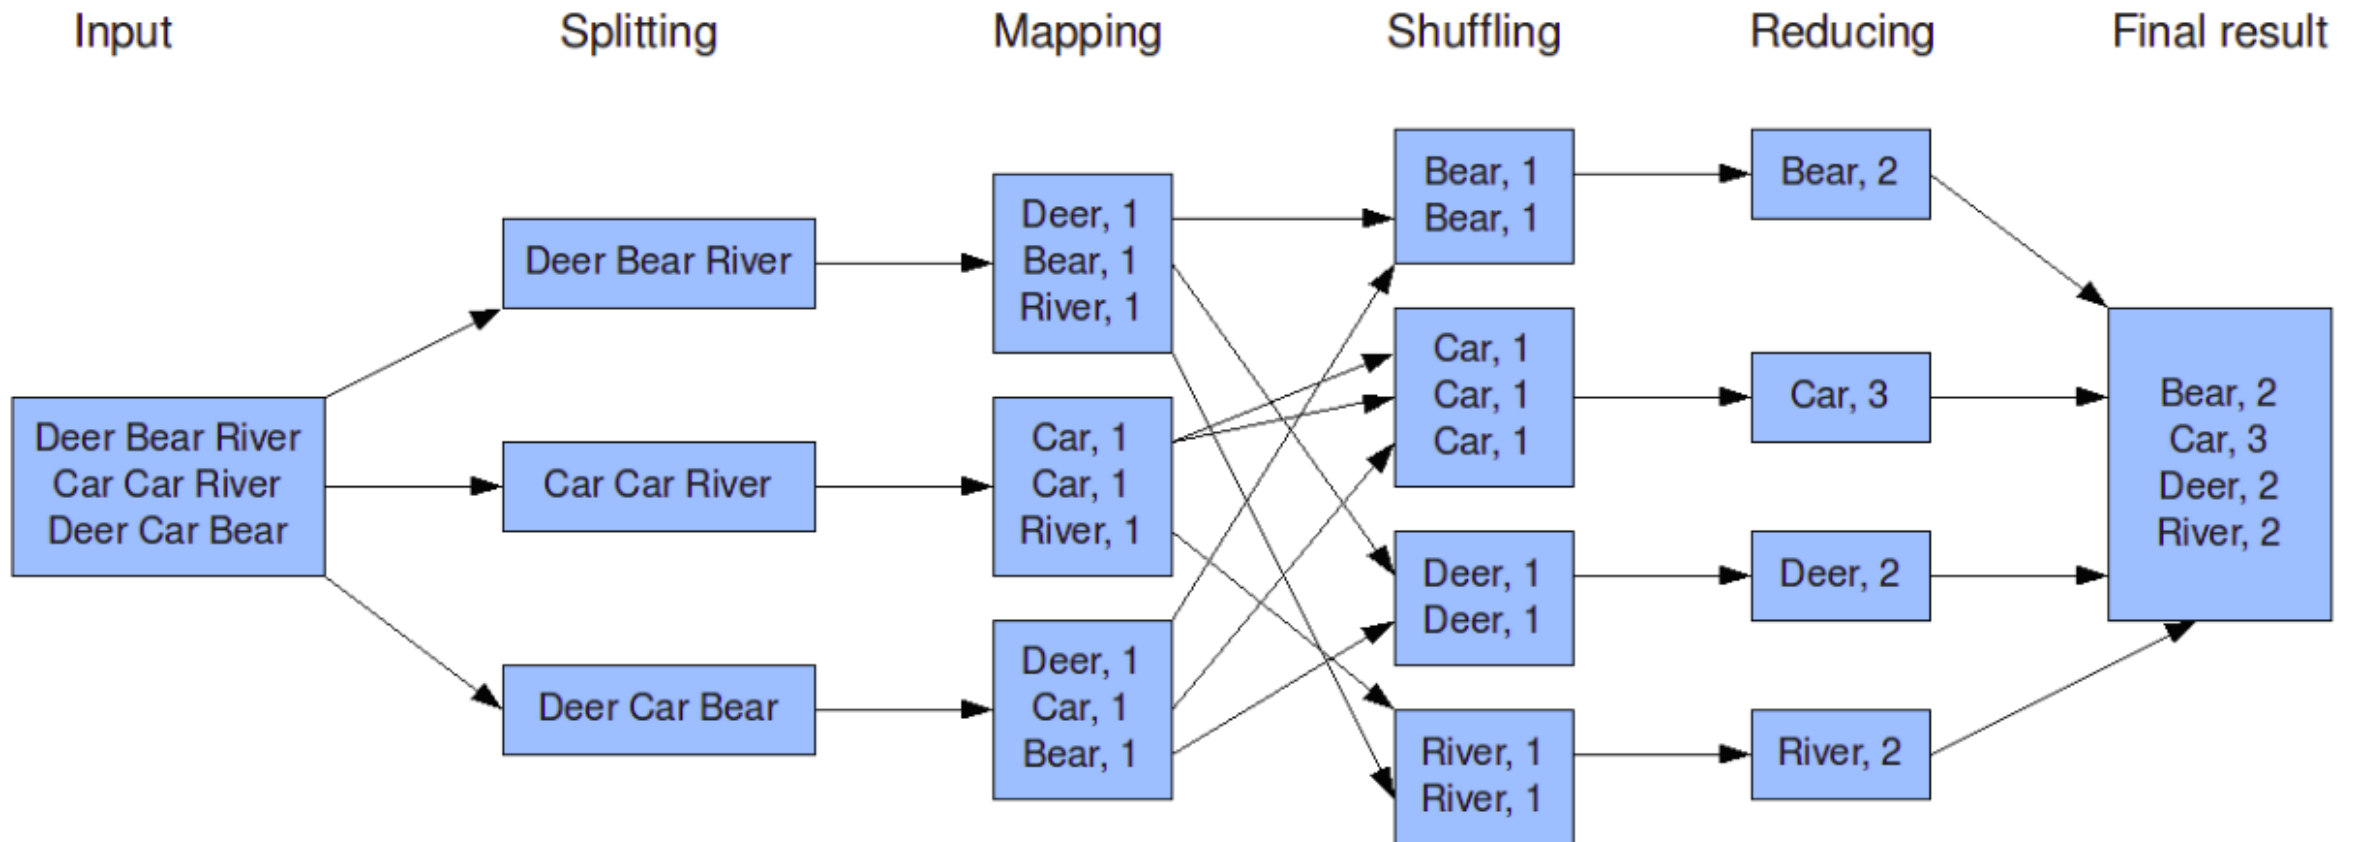 Input
Splitting
Mapping
Shuffling
Reducing
Final result
Deer Bear River
Car Car River
Deer Car Bear
Deer Bear River
Car Car River
Deer Car Bear
Deer, 1
Bear, 1
River, 1
Car, 1
Car, 1
River, 1
Deer, 1
Car, 1
Bear, 1
Bear, 1
Bear, 1
Car, 1
Car, 1
Car, 1
Deer, 1
Deer, 1
River, 1
River, 1
Bear, 2
Car, 3
Deer, 2
River, 2
Bear, 2
Car, 3
Deer, 2
River, 2